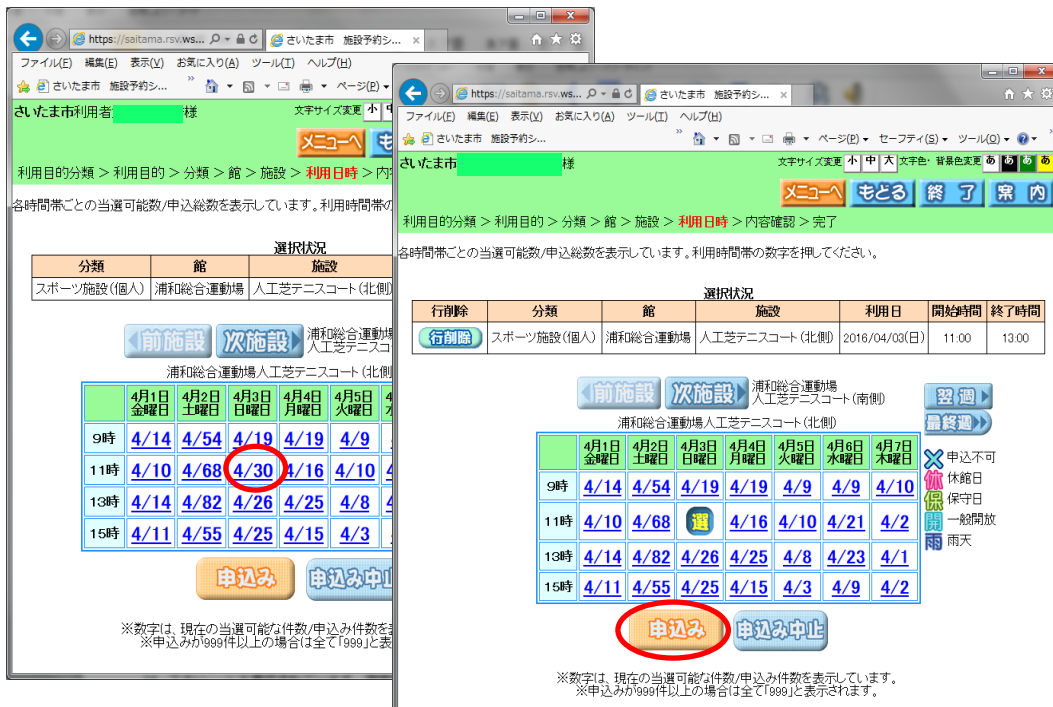 https://saitama.rsv.ws...
さいたま市 施設予約シ...
ファイル(F) 編集(E) 表示(V) お気に入り(A) ツール(T) ヘルプ(H)
さいたま市 施設予約シ... ページ(P)
さいたま市利用者 様 文字サイズ変更 小
メニューへ
利用目的分類 > 利用目的 > 分類 > 館 > 施設 > 利用日時 >
各時間帯ごとの当選可能数/申込総数を表示しています。利用時間帯の
選択状況
分類 館 施設
スポーツ施設(個人) 浦和総合運動場 人工芝テニスコート(北側)
前施設 次施設 浦和総合運動場
人工芝テニスコ
浦和総合運動場人工芝テニスコート(北側
4月1日 4月2日 4月3日 4月4日 4月5日
金曜日 土曜日 日曜日 月曜日 火曜日
9時 4/14 4/54 4/19 4/19 4/9
11時 4/10 4/68 4/30 4/16 4/10
13時 4/14 4/82 4/26 4/25 4/8
15時 4/11 4/55 4/25 4/15 4/3
申込み 申込み中止
※数字は、現在の当選可能な件数/申込み件数を
※申込みが999件以上の場合は全て「999」と表
https://saitama.rsv.ws...
さいたま市 施設予約シ...
ファイル(F) 編集(E) 表示(V) お気に入り(A) ツール(T) ヘルプ(H)
さいたま市 施設予約シ... ページ(P) セーフティ(S) ツール(O)
さいたま市 様 文字サイズ変更 小 中 大 文字色・背景色変更 あ あ あ あ
メニューへ もどる 終了 案内
利用目的分類 > 利用目的 > 分類 > 館 > 施設 > 利用日時 > 内容確認 > 完了
各時間帯ごとの当選可能数/申込総数を表示しています。利用時間帯の数字を押してください。
選択状況
行削除 分類 館 施設 利用日 開始時間 終了時間
行削除 スポーツ施設(個人) 浦和総合運動場 人工芝テニスコート(北側) 2016/04/03(日) 11:00 13:00
前施設 次施設 浦和総合運動場
人工芝テニスコート(南側)
翌週
最終週
浦和総合運動場人工芝テニスコート(北側)
4月1日 4月2日 4月3日 4月4日 4月5日 4月6日 4月7日
金曜日 土曜日 日曜日 月曜日 火曜日 水曜日 木曜日
9時 4/14 4/54 4/19 4/19 4/9 4/9 4/10
11時 4/10 4/68 選 4/16 4/10 4/21 4/2
13時 4/14 4/82 4/26 4/25 4/8 4/23 4/1
15時 4/11 4/55 4/25 4/15 4/3 4/9 4/2
申込不可
休 休館日
保 保守日
開 一般開放
雨 雨天
申込み 申込み中止
※数字は、現在の当選可能な件数/申込み件数を表示しています。
※申込みが999件以上の場合は全て「999」と表示されます。